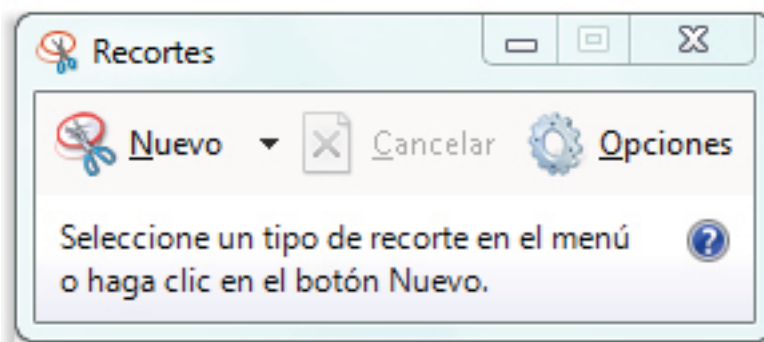 Recortes
Nuevo Cancelar Opciones
Seleccione un tipo de recorte en el menú
o haga clic en el botón Nuevo.